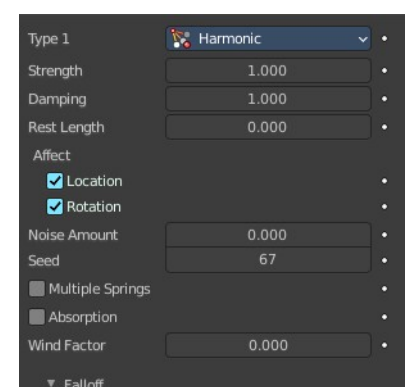 Type 1 Harmonic
Strength 1.000
Damping 1.000
Rest Length 0.000
Affect
Location
Rotation
Noise Amount 0.000
Seed 67
Multiple Springs
Absorption
Wind Factor 0.000
Falloff